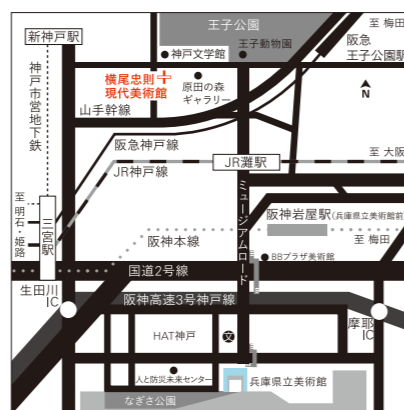 王子公園
至 梅田
新神戸駅
神戸文学館
王子動物園
阪急
王子公園駅
横尾忠則
現代美術館
原田の森
ギャラリー
N
神戸市営地下鉄
山手幹線
阪急神戸線
JR灘駅
至 大阪
JR神戸線
ミュージアムロード
至 明石・姫路
三宮駅
阪神岩屋駅(兵庫県立美術館前)
阪神本線
至 梅田
BBプラザ美術館
国道2号線
生田川
IC
阪神高速3号神戸線
摩耶
IC
HAT神戸
文
人と防災未来センター
兵庫県立美術館
なぎさ公園